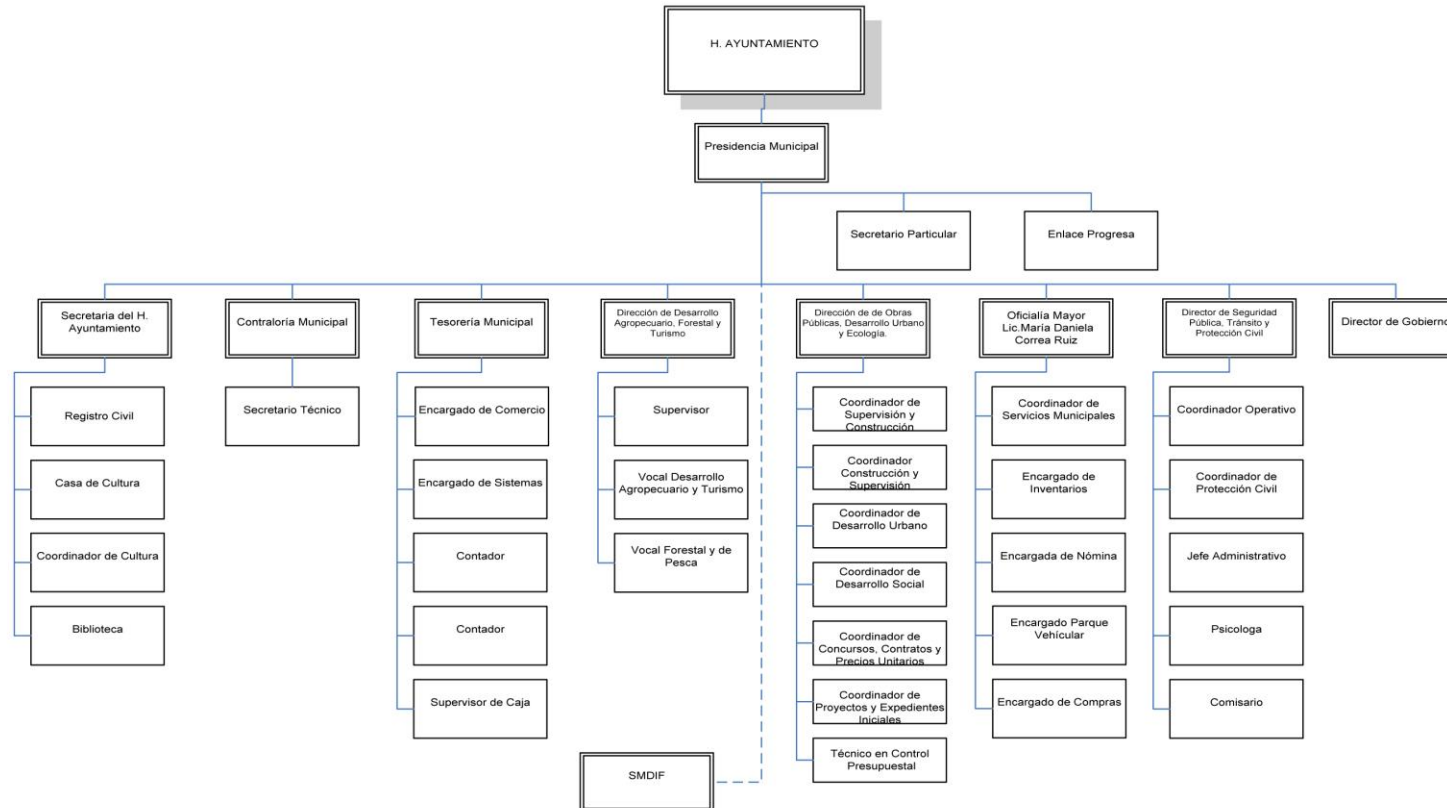 H. AYUNTAMIENTO
Presidencia Municipal
Secretario Particular
Enlace Progresa
Secretaria del H.
Ayuntamiento
Contraloría Municipal
Tesorería Municipal
Dirección de Desarrollo
Agropecuario, Forestal y
Turismo
Dirección de de Obras
Públicas, Desarrollo Urbano
y Ecología.
Oficialía Mayor
Lic.María Daniela
Correa Ruiz
Director de Seguridad
Pública, Tránsito y
Protección Civil
Director de Gobierno
Registro Civil
Casa de Cultura
Coordinador de Cultura
Biblioteca
Secretario Técnico
Encargado de Comercio
Encargado de Sistemas
Contador
Contador
Supervisor de Caja
Supervisor
Vocal Desarrollo
Agropecuario y Turismo
Vocal Forestal y de
Pesca
Coordinador de
Supervisión y
Construcción
Coordinador
Construcción y
Supervisión
Coordinador de
Desarrollo Urbano
Coordinador de
Desarrollo Social
Coordinador de
Concursos, Contratos y
Precios Unitarios
Coordinador de
Proyectos y Expedientes
Iniciales
Técnico en Control
Presupuestal
Coordinador de
Servicios Municipales
Encargado de
Inventarios
Encargada de Nómina
Encargado Parque
Vehícular
Encargado de Compras
Coordinador Operativo
Coordinador de
Protección Civil
Jefe Administrativo
Psicologa
Comisario
SMDIF